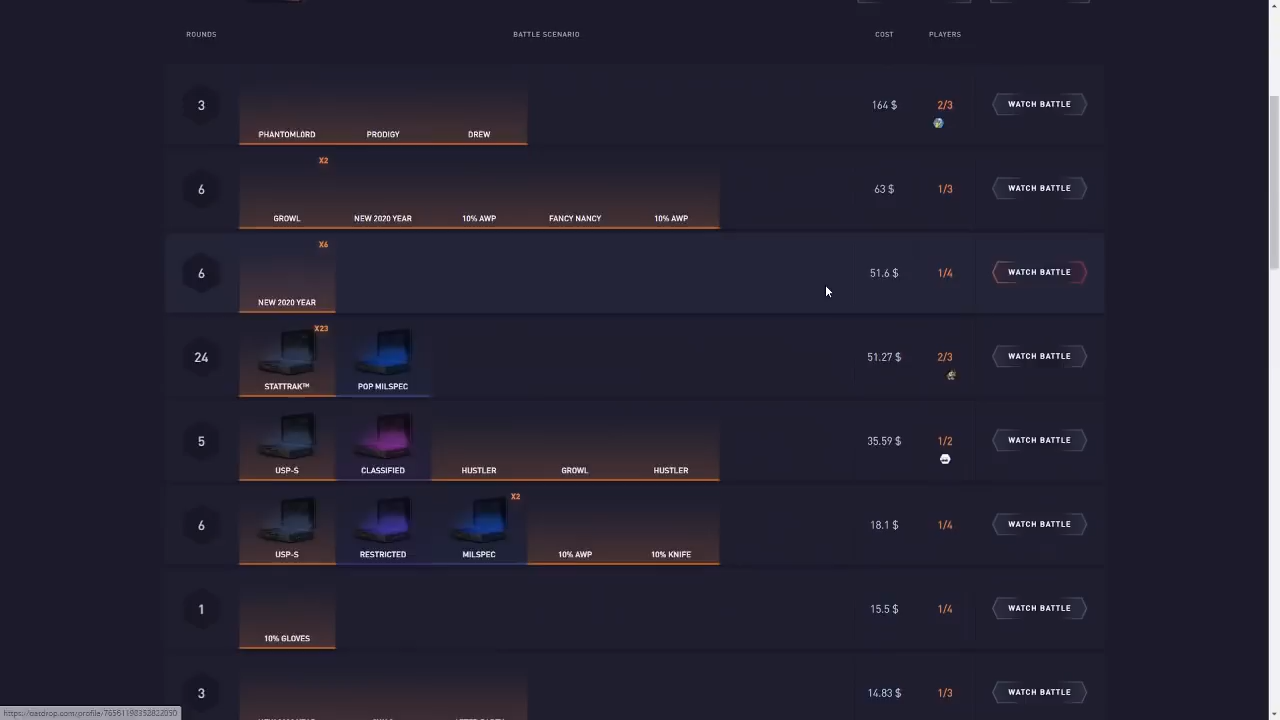 ROUNDS BATTLE SCENARIO COST PLAYERS
3 PHANTOML0RD PRODIGY DREW 164 $ 2/3 WATCH BATTLE
X2
6 GROWL NEW 2020 YEAR 10% AWP FANCY NANCY 10% AWP 63 $ 1/3 WATCH BATTLE
X6
6 NEW 2020 YEAR 51.6 $ 1/4 WATCH BATTLE
X23
24 STATTRAK™ POP MILSPEC 51.27 $ 2/3 WATCH BATTLE
5 USP-S CLASSIFIED HUSTLER GROWL HUSTLER 35.59 $ 1/2 WATCH BATTLE
X2
6 USP-S RESTRICTED MILSPEC 10% AWP 10% KNIFE 18.1 $ 1/4 WATCH BATTLE
1 10% GLOVES 15.5 $ 1/4 WATCH BATTLE
3 14.83 $ 1/3 WATCH BATTLE